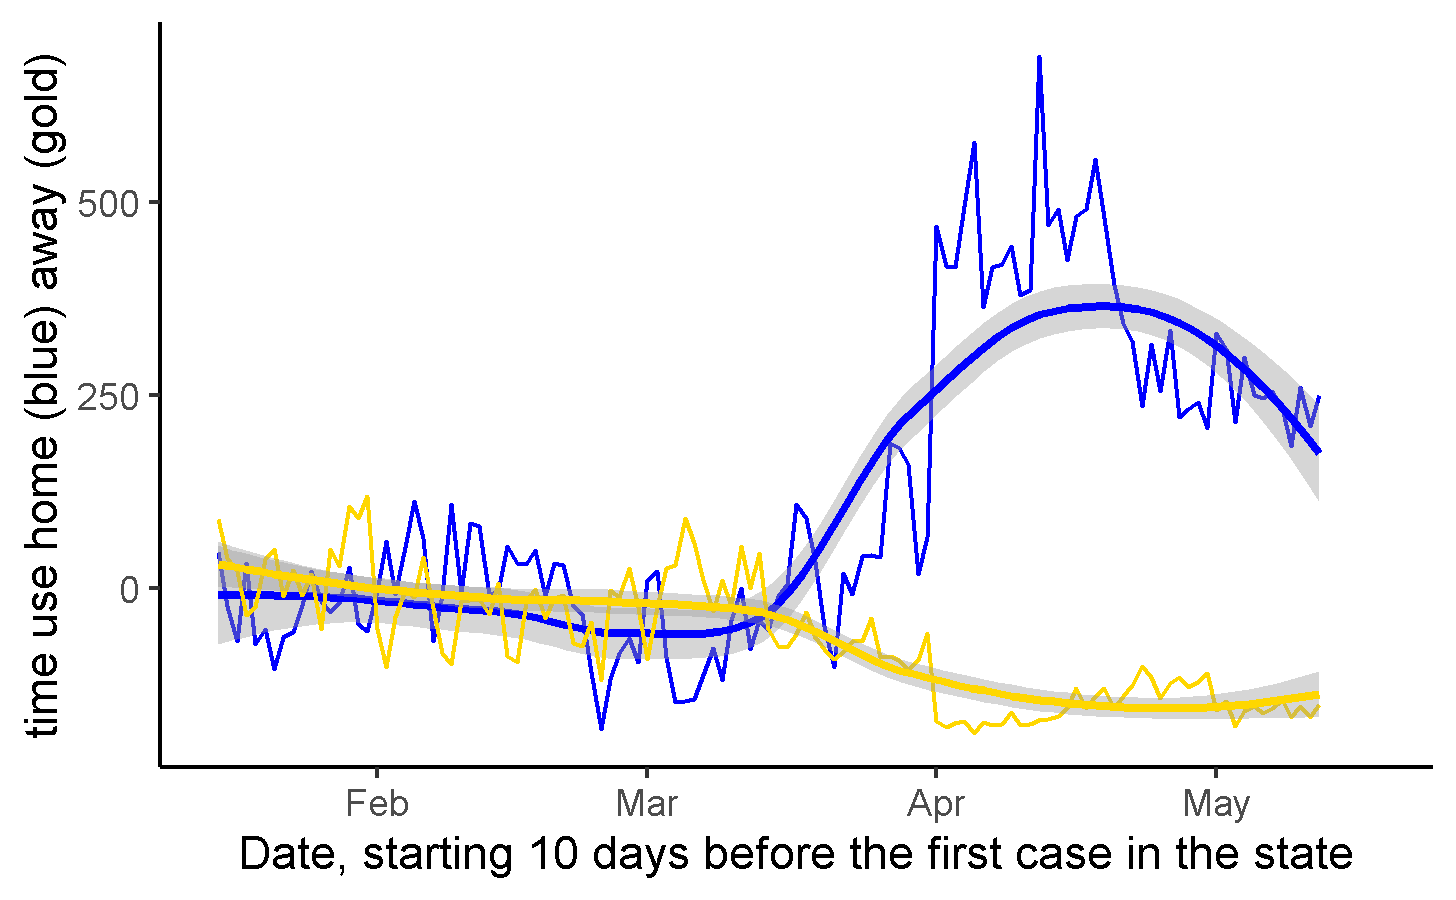 time use home (blue) away (gold)
500
250
0
Feb Mar Apr May
Date, starting 10 days before the first case in the state